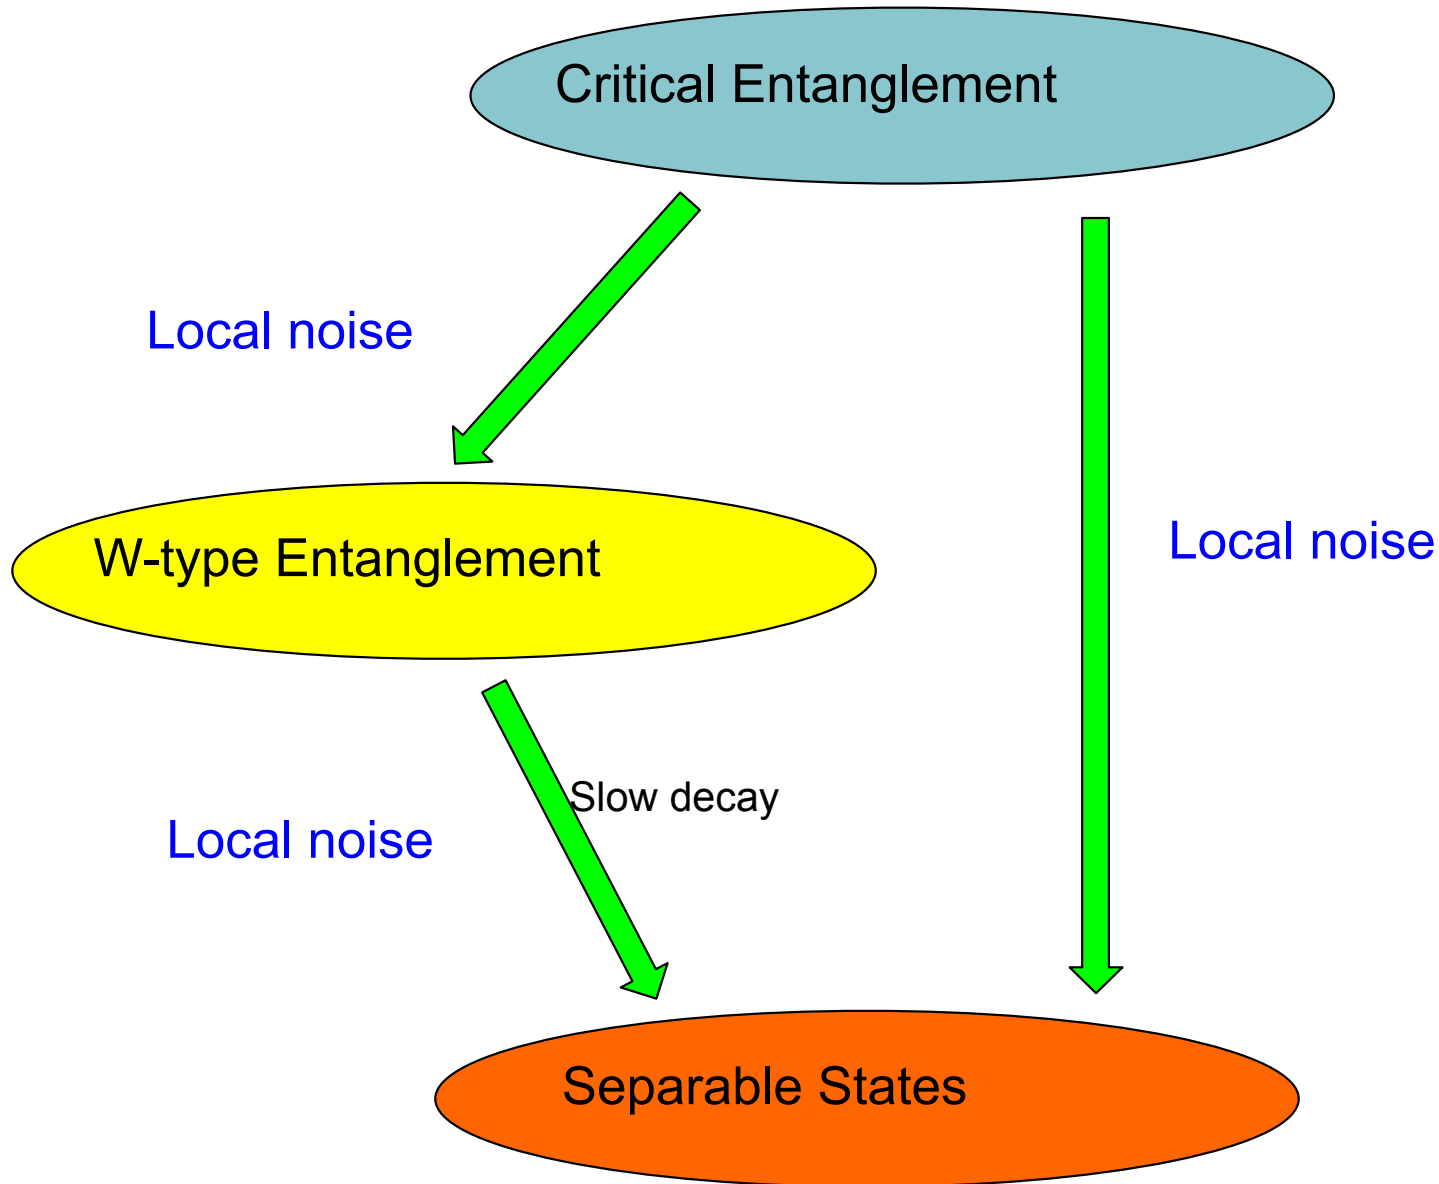 Critical Entanglement
Local noise
Local noise
W-type Entanglement
Slow decay
Local noise
Separable States